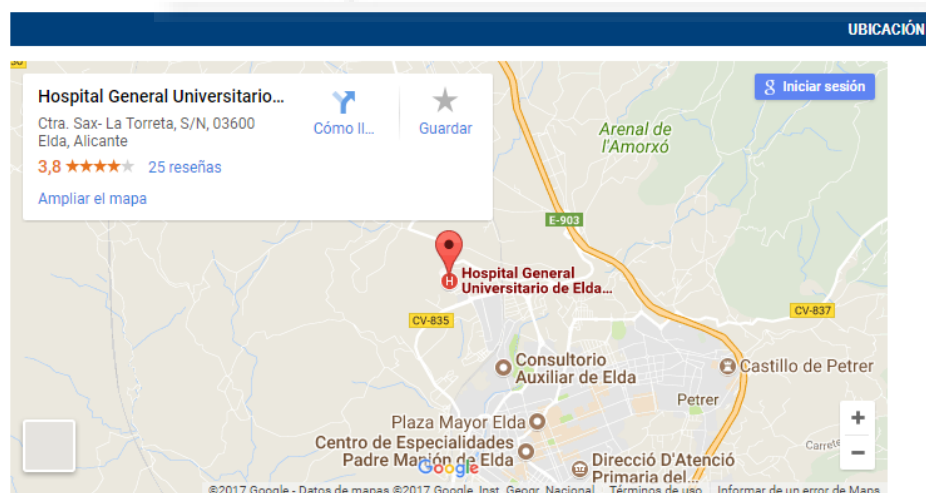 UBICACIÓN
Hospital General Universitario...
Ctra. Sax- La Torreta, S/N, 03600
Elda, Alicante
3,8
25 reseñas
Ampliar el mapa
Cómo ll...
Guardar
Iniciar sesión
Arenal de
l'Amorxó
E-903
Hospital General
Universitario de Elda...
H
CV-835
CV-837
Consultorio
Auxiliar de Elda
Castillo de Petrer
Petrer
Plaza Mayor Elda
Centro de Especialidades
Padre Manjón de Elda
Google
Direcció D'Atenció
Primaria del...
Carrete
+
−
©2017 Google - Datos de mapas ©2017 Google, Inst. Geogr. Nacional
Términos de uso
Informar de un error de Maps